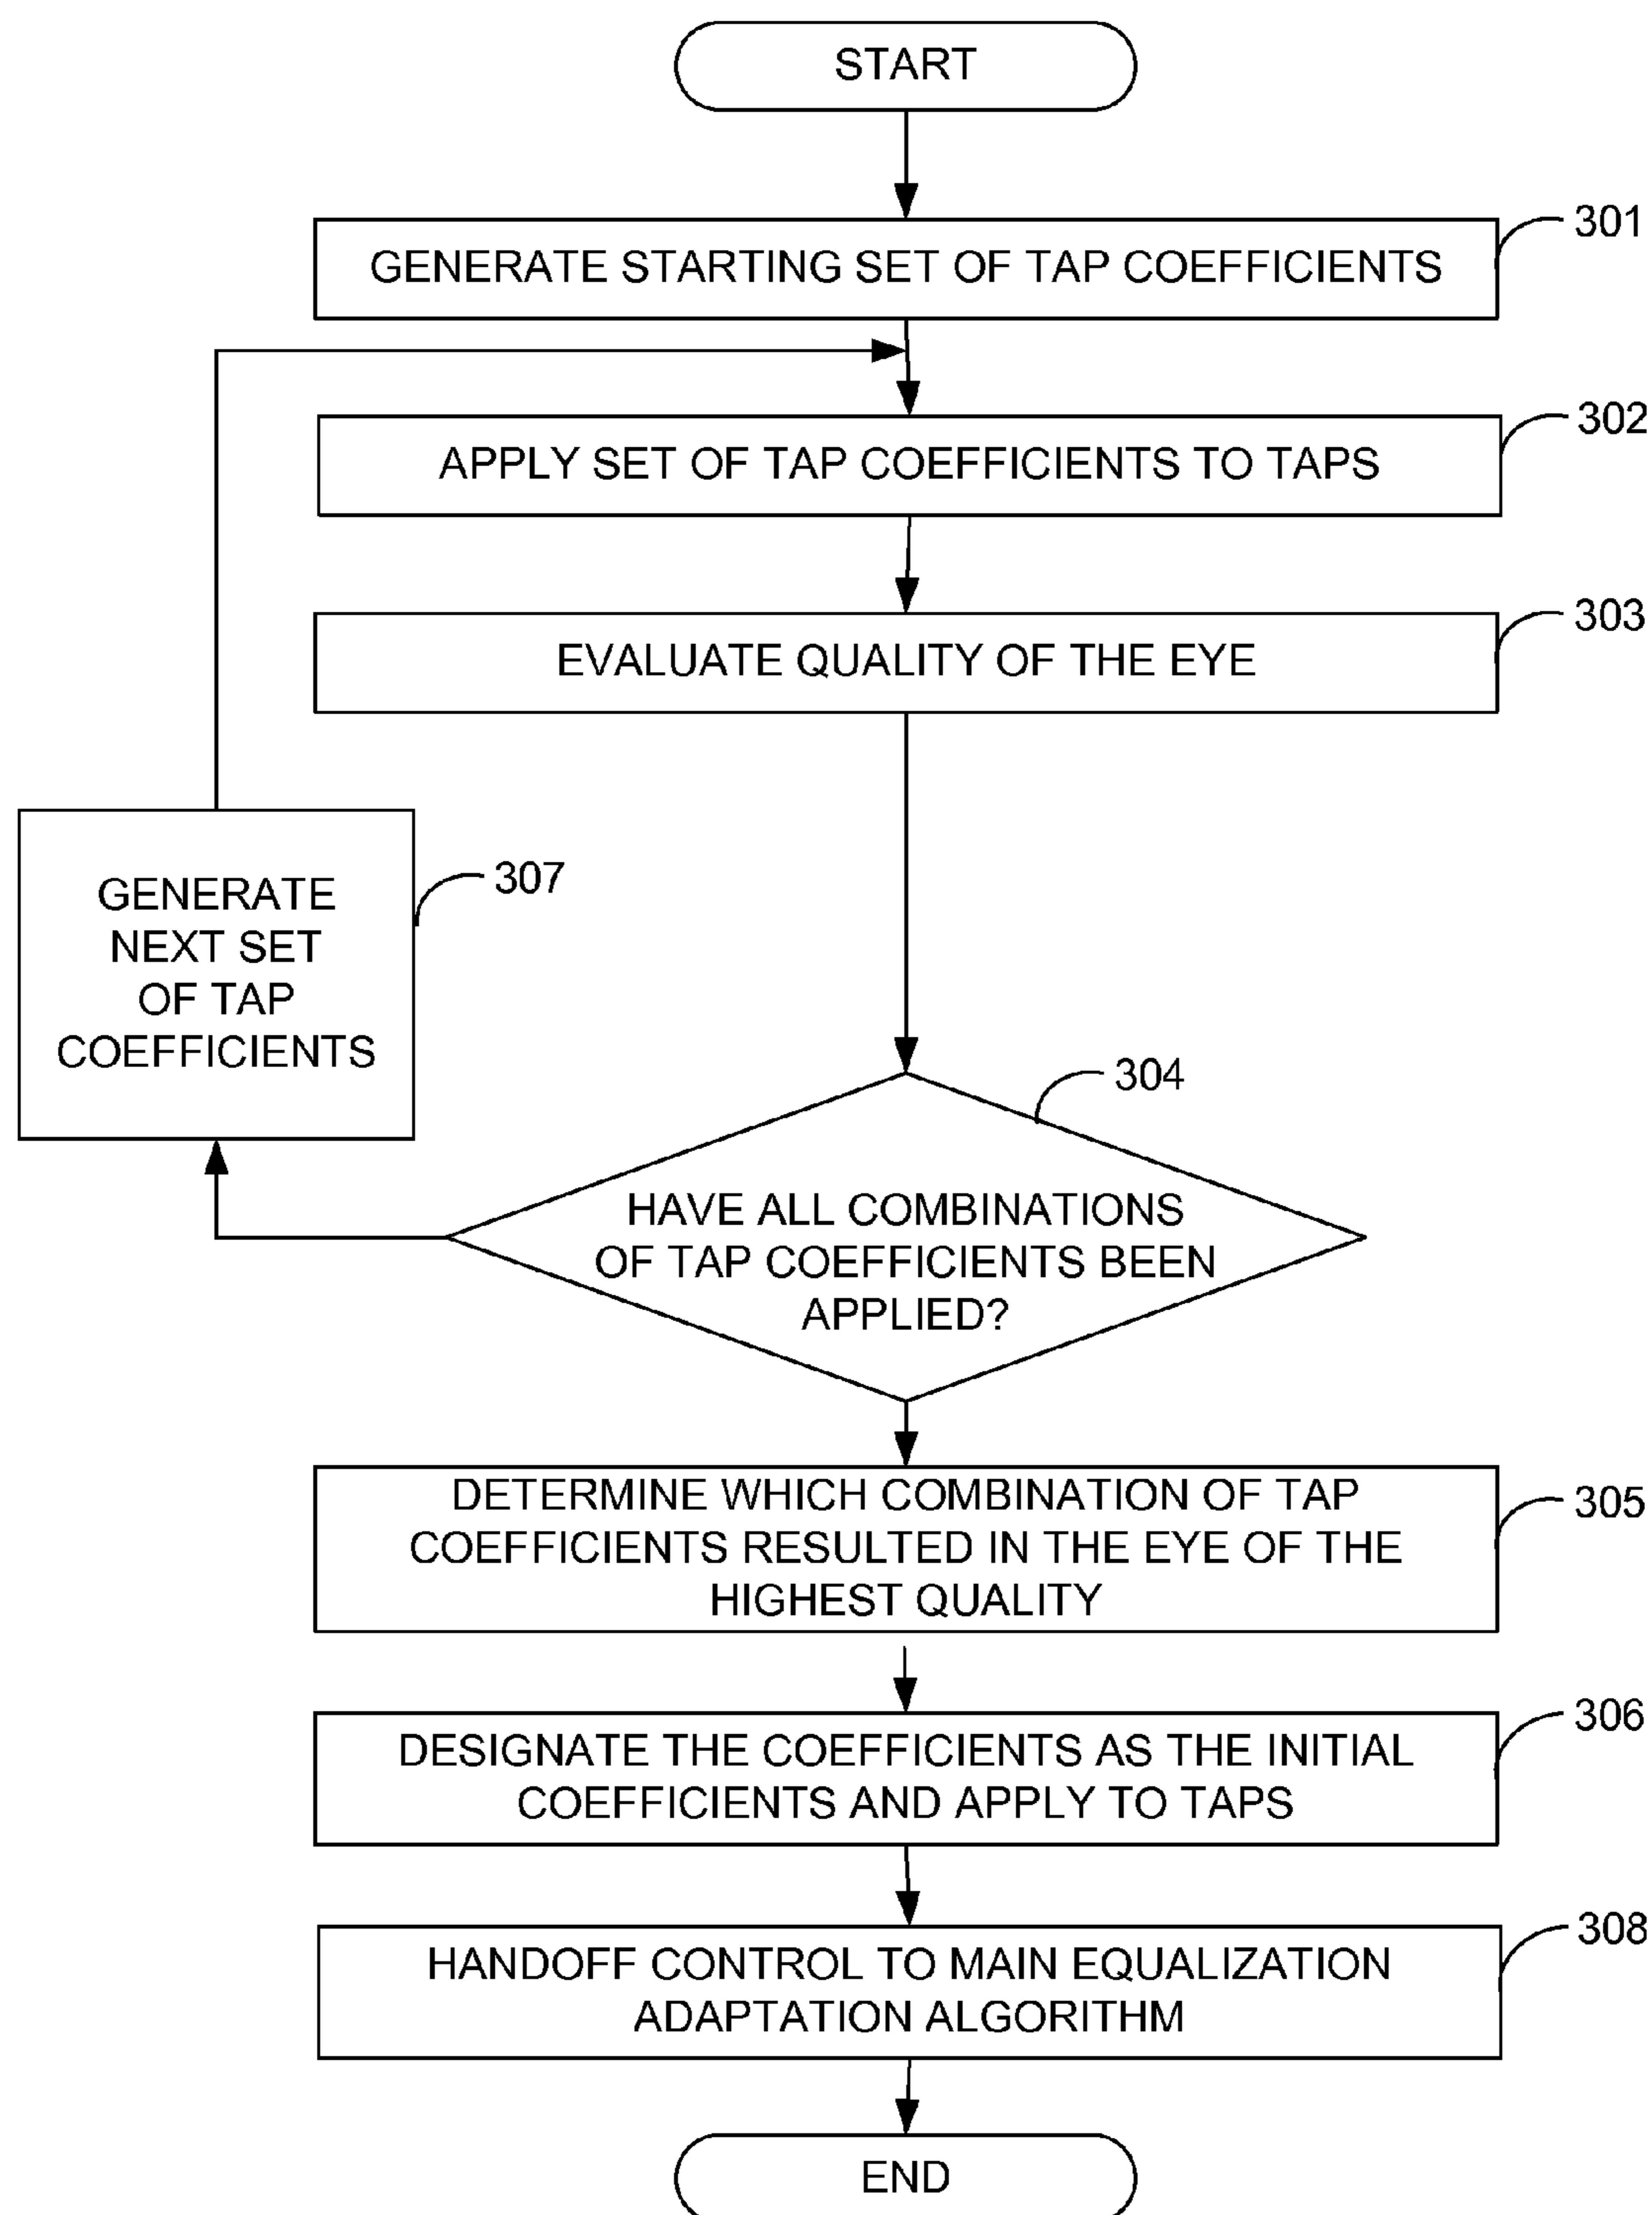 START
301
GENERATE STARTING SET OF TAP COEFFICIENTS
302
APPLY SET OF TAP COEFFICIENTS TO TAPS
303
EVALUATE QUALITY OF THE EYE
307
GENERATE
NEXT SET
OF TAP
COEFFICIENTS
304
HAVE ALL COMBINATIONS
OF TAP COEFFICIENTS BEEN
APPLIED?
305
DETERMINE WHICH COMBINATION OF TAP
COEFFICIENTS RESULTED IN THE EYE OF THE
HIGHEST QUALITY
306
DESIGNATE THE COEFFICIENTS AS THE INITIAL
COEFFICIENTS AND APPLY TO TAPS
308
HANDOFF CONTROL TO MAIN EQUALIZATION
ADAPTATION ALGORITHM
END